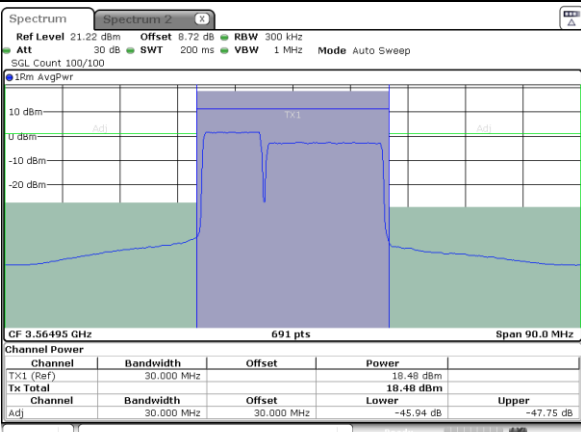 Spectrum Spectrum 2 X
Ref Level 21.22 dBm Offset 8.72 dB RBW 300 kHz
Att 30 dB SWT 200 ms VBW 1 MHz Mode Auto Sweep
SGL Count 100/100
1Rm AvgPwr
TX1
10 dBm
Adj Adj
0 dBm
-10 dBm
-20 dBm
CF 3.56495 GHz 691 pts Span 90.0 MHz
Channel Power
Channel Bandwidth Offset Power
TX1 (Ref) 30.000 MHz 18.48 dBm
Tx Total 18.48 dBm
Channel Bandwidth Offset Lower Upper
Adj 30.000 MHz 30.000 MHz -45.94 dB -47.75 dB